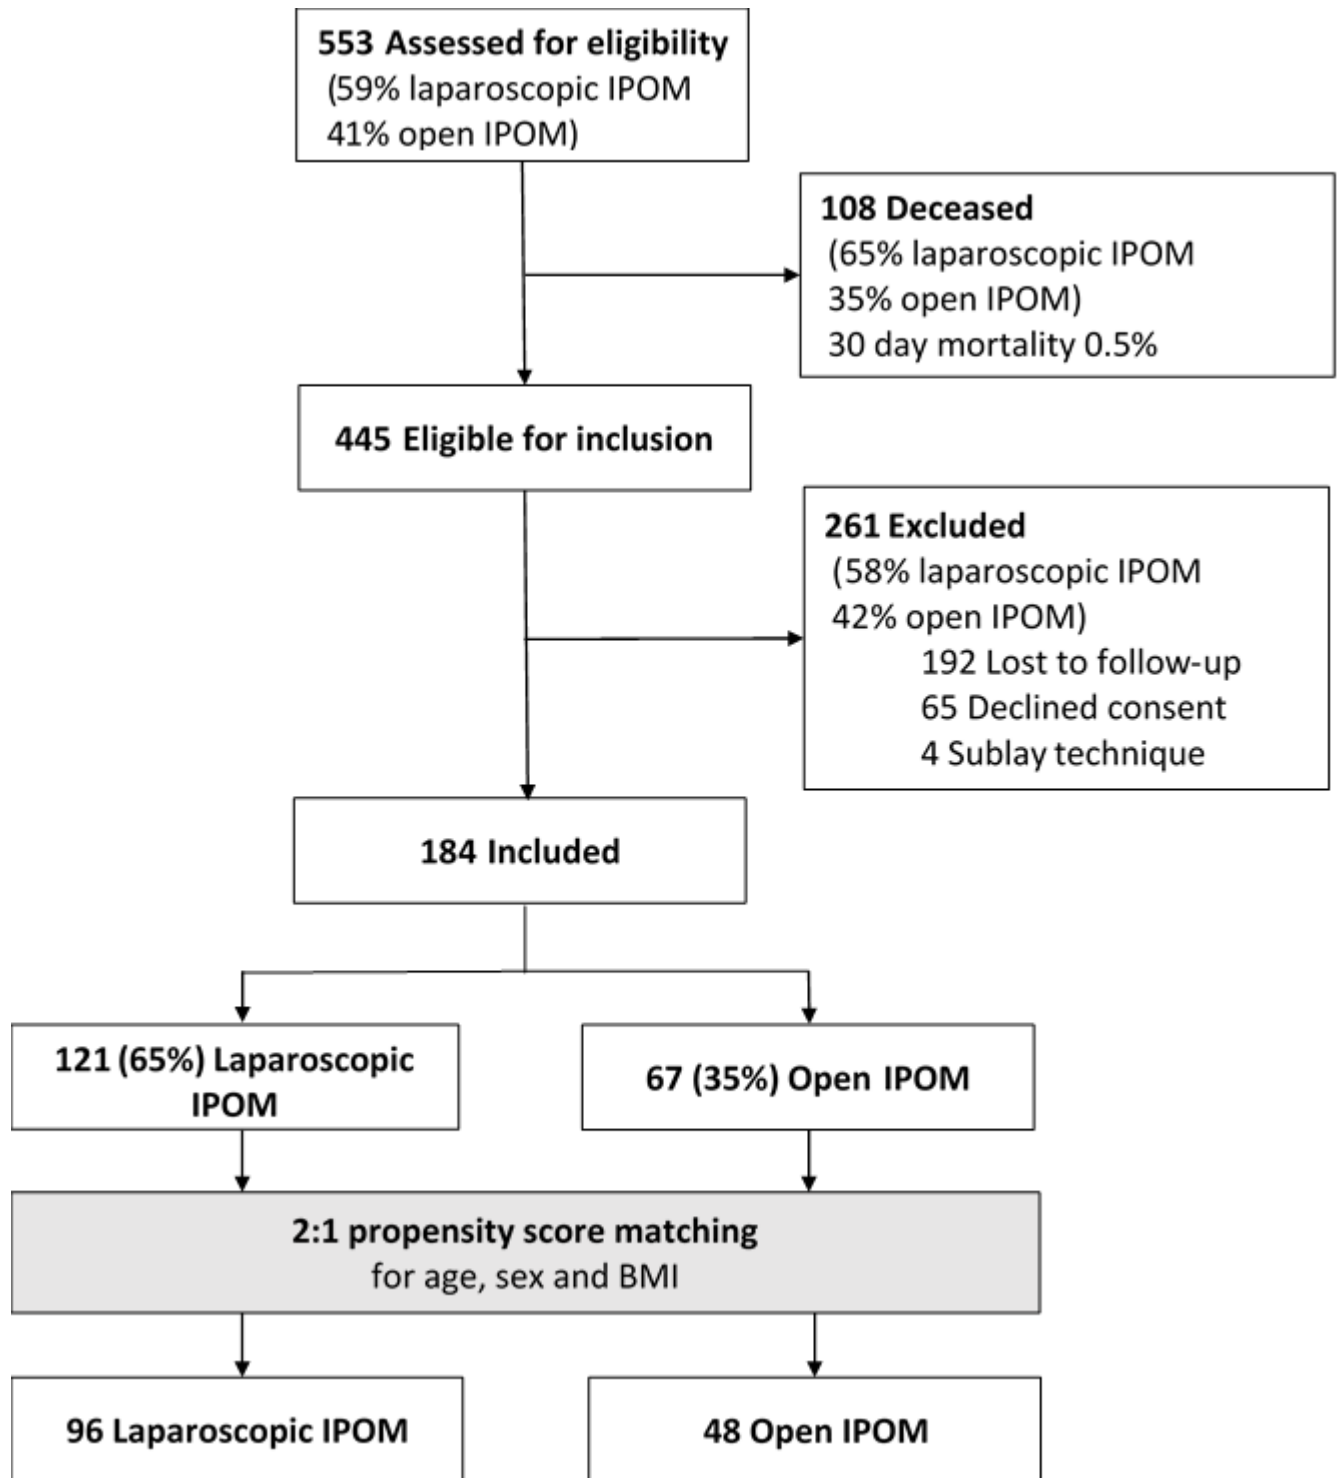 553 Assessed for eligibility
(59% laparoscopic IPOM
41% open IPOM)
108 Deceased
(65% laparoscopic IPOM
35% open IPOM)
30 day mortality 0.5%
445 Eligible for inclusion
261 Excluded
(58% laparoscopic IPOM
42% open IPOM)
192 Lost to follow-up
65 Declined consent
4 Sublay technique
184 Included
121 (65%) Laparoscopic
IPOM
67 (35%) Open IPOM
2:1 propensity score matching
for age, sex and BMI
96 Laparoscopic IPOM
48 Open IPOM